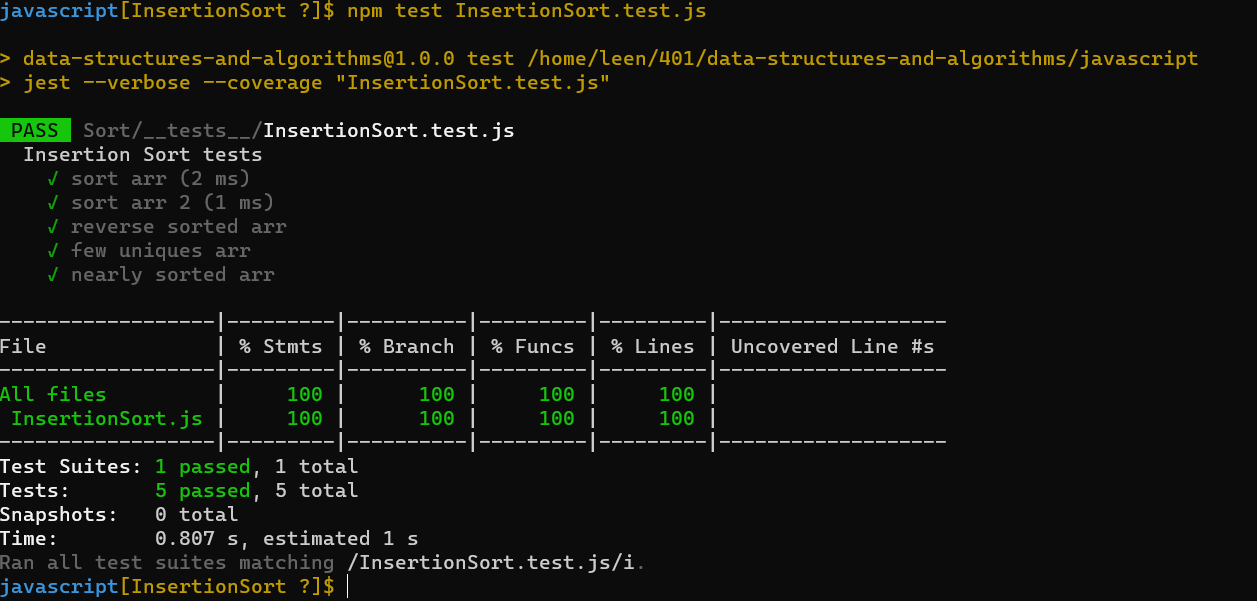 javascript[InsertionSort ?]$ npm test InsertionSort.test.js
> data-structures-and-algorithms@1.0.0 test /home/leen/401/data-structures-and-algorithms/javascript
> jest --verbose --coverage "InsertionSort.test.js"
PASS Sort/__tests__/InsertionSort.test.js
Insertion Sort tests
√ sort arr (2 ms)
√ sort arr 2 (1 ms)
√ reverse sorted arr
√ few uniques arr
√ nearly sorted arr
------------------|---------|----------|---------|---------|-------------------
File              | % Stmts | % Branch | % Funcs | % Lines | Uncovered Line #s
------------------|---------|----------|---------|---------|-------------------
All files         |     100 |      100 |     100 |     100 |
 InsertionSort.js |     100 |      100 |     100 |     100 |
------------------|---------|----------|---------|---------|-------------------
Test Suites: 1 passed, 1 total
Tests:       5 passed, 5 total
Snapshots:   0 total
Time:        0.807 s, estimated 1 s
Ran all test suites matching /InsertionSort.test.js/i.
javascript[InsertionSort ?]$